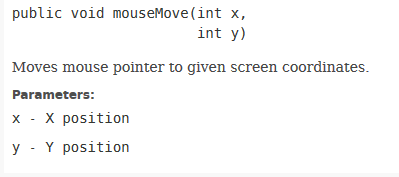 public void mouseMove(int x,
int y)
Moves mouse pointer to given screen coordinates.
Parameters:
x - X position
y - Y position